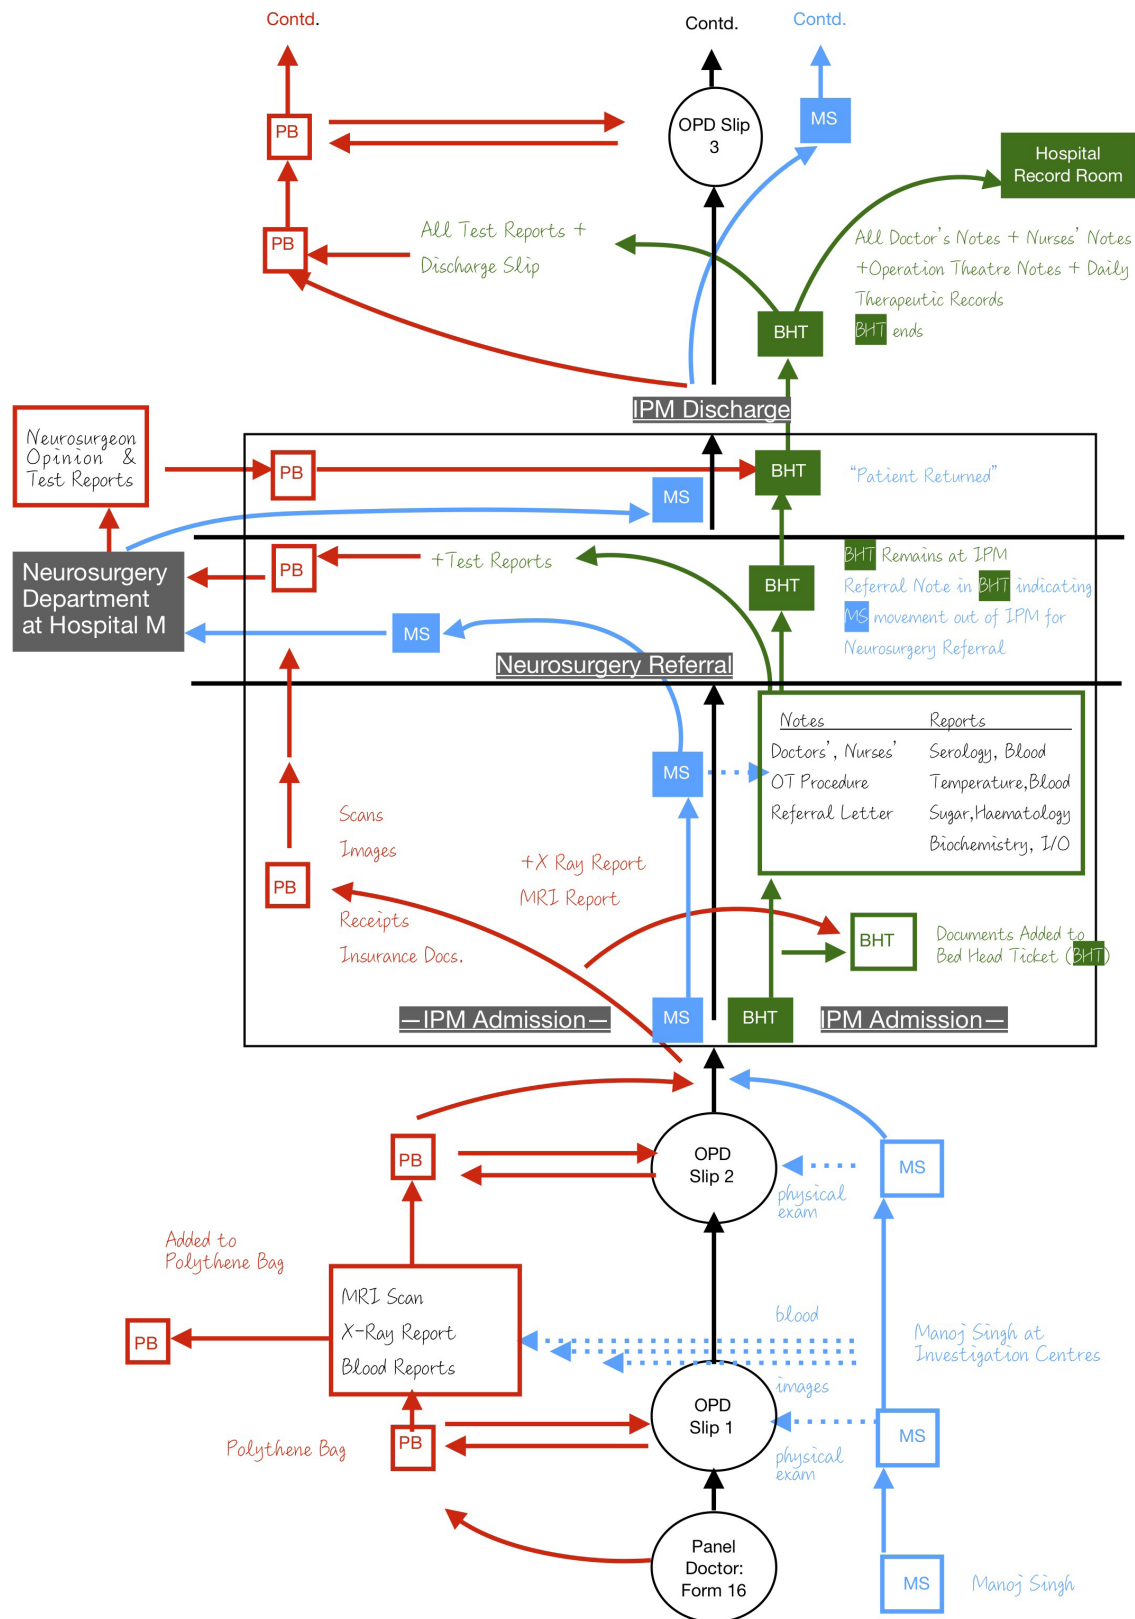 Contd.
Contd.
Contd.
PB
OPD Slip
3
MS
Hospital
Record Room
PB
All Test Reports +
Discharge Slip
All Doctor's Notes + Nurses' Notes
+Operation Theatre Notes + Daily
Therapeutic Records
BHT ends
BHT
IPM Discharge
Neurosurgeon
Opinion &
Test Reports
PB
BHT
MS
"Patient Returned"
Neurosurgery
Department
at Hospital M
PB
+Test Reports
BHT
BHT Remains at IPM
Referral Note in BHT indicating
MS movement out of IPM for
Neurosurgery Referral
MS
Neurosurgery Referral
Notes
Doctors', Nurses'
OT Procedure
Referral Letter
Reports
Serology, Blood
Temperature,Blood
Sugar,Haematology
Biochemistry, I/O
MS
Scans
Images
Receipts
Insurance Docs.
PB
+X Ray Report
MRI Report
BHT
Documents Added to
Bed Head Ticket (BHT)
—IPM Admission—
MS
BHT
IPM Admission—
PB
OPD
Slip 2
physical
exam
MS
Added to
Polythene Bag
PB
MRI Scan
X-Ray Report
Blood Reports
blood
images
Manoj Singh at
Investigation Centres
Polythene Bag
PB
OPD
Slip 1
physical
exam
MS
Panel
Doctor:
Form 16
MS
Manoj Singh